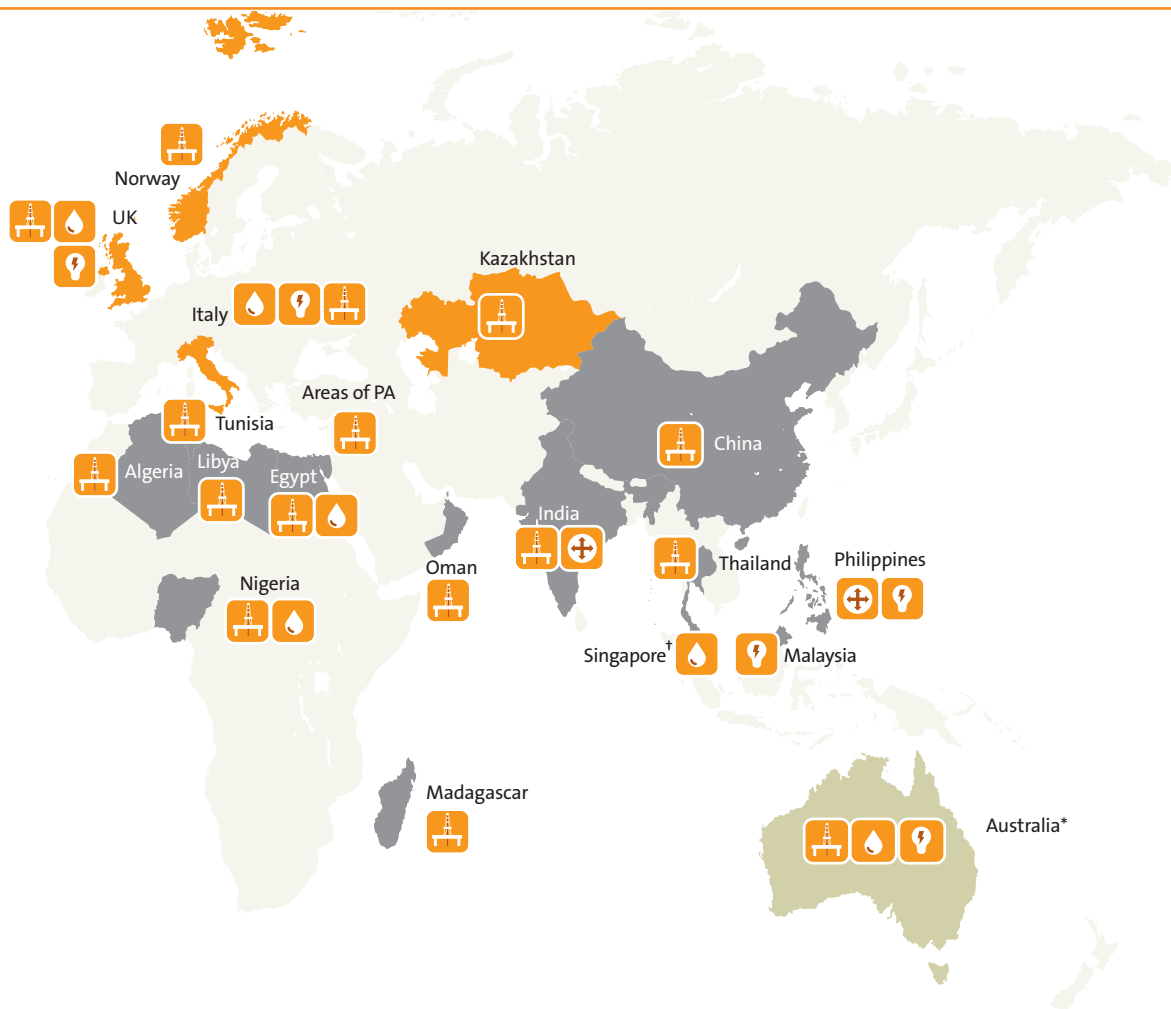 Norway
UK
Kazakhstan
Italy
Areas of PA
Tunisia
China
Libya
Algeria
Egypt
India
Thailand
Philippines
Oman
Nigeria
Singapore†
Malaysia
Madagascar
Australia*